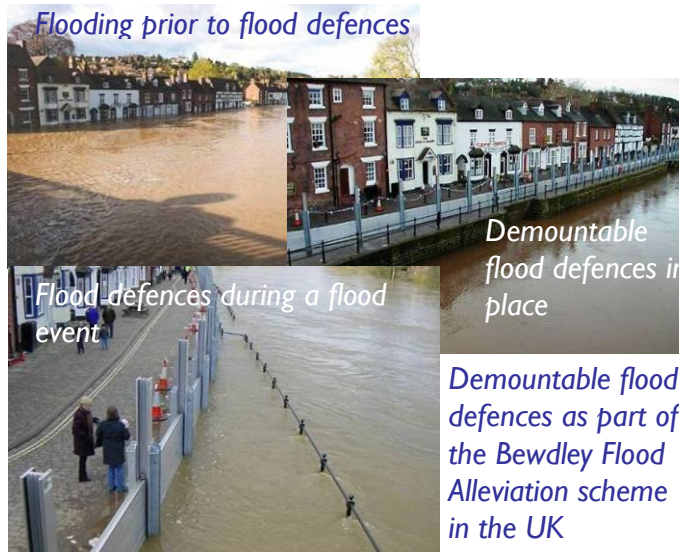 Flooding prior to flood defences
Demountable
flood defences in
place
Flood defences during a flood
event
Demountable flood
defences as part of
the Bewdley Flood
Alleviation scheme
in the UK